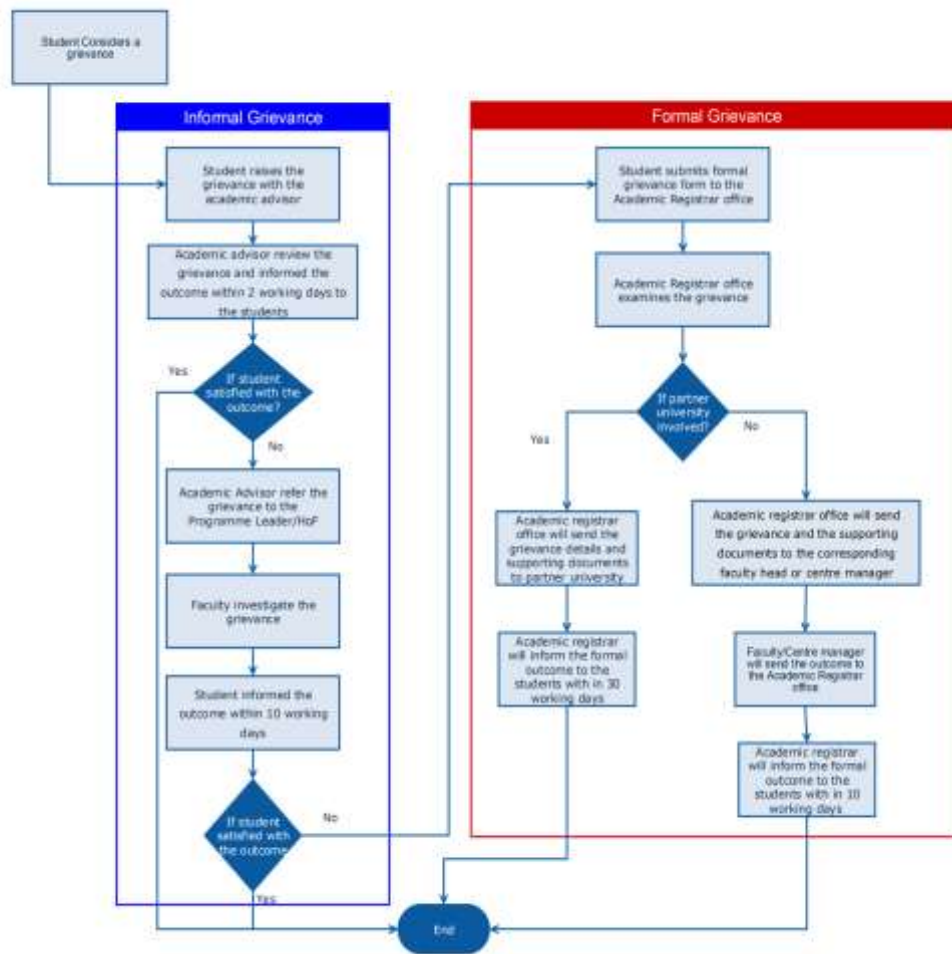 Student Considers a
grievance
Informal Grievance
Student raises the
grievance with the
academic advisor
Academic advisor review the
grievance and informed the
outcome within 2 working days to
the students
Yes
If student
satisfied with the
outcome?
No
Academic Advisor refer the
grievance to the
Programme Leader/HoF
Faculty investigate the
grievance
Student informed the
outcome within 10 working
days
If student
satisfied with
the outcome
No
Yes
Formal Grievance
Student submits formal
grievance form to the
Academic Registrar office
Academic Registrar office
examines the grievance
If partner
university
involved?
Yes
No
Academic registrar
office will send the
grievance details and
supporting documents
to partner university
Academic registrar
will inform the formal
outcome to the
students with in 30
working days
Academic registrar office will send
the grievance and the supporting
documents to the corresponding
faculty head or centre manager
Faculty/Centre manager
will send the outcome to
the Academic Registrar
office
Academic registrar
will inform the formal
outcome to the
students with in 10
working days
End